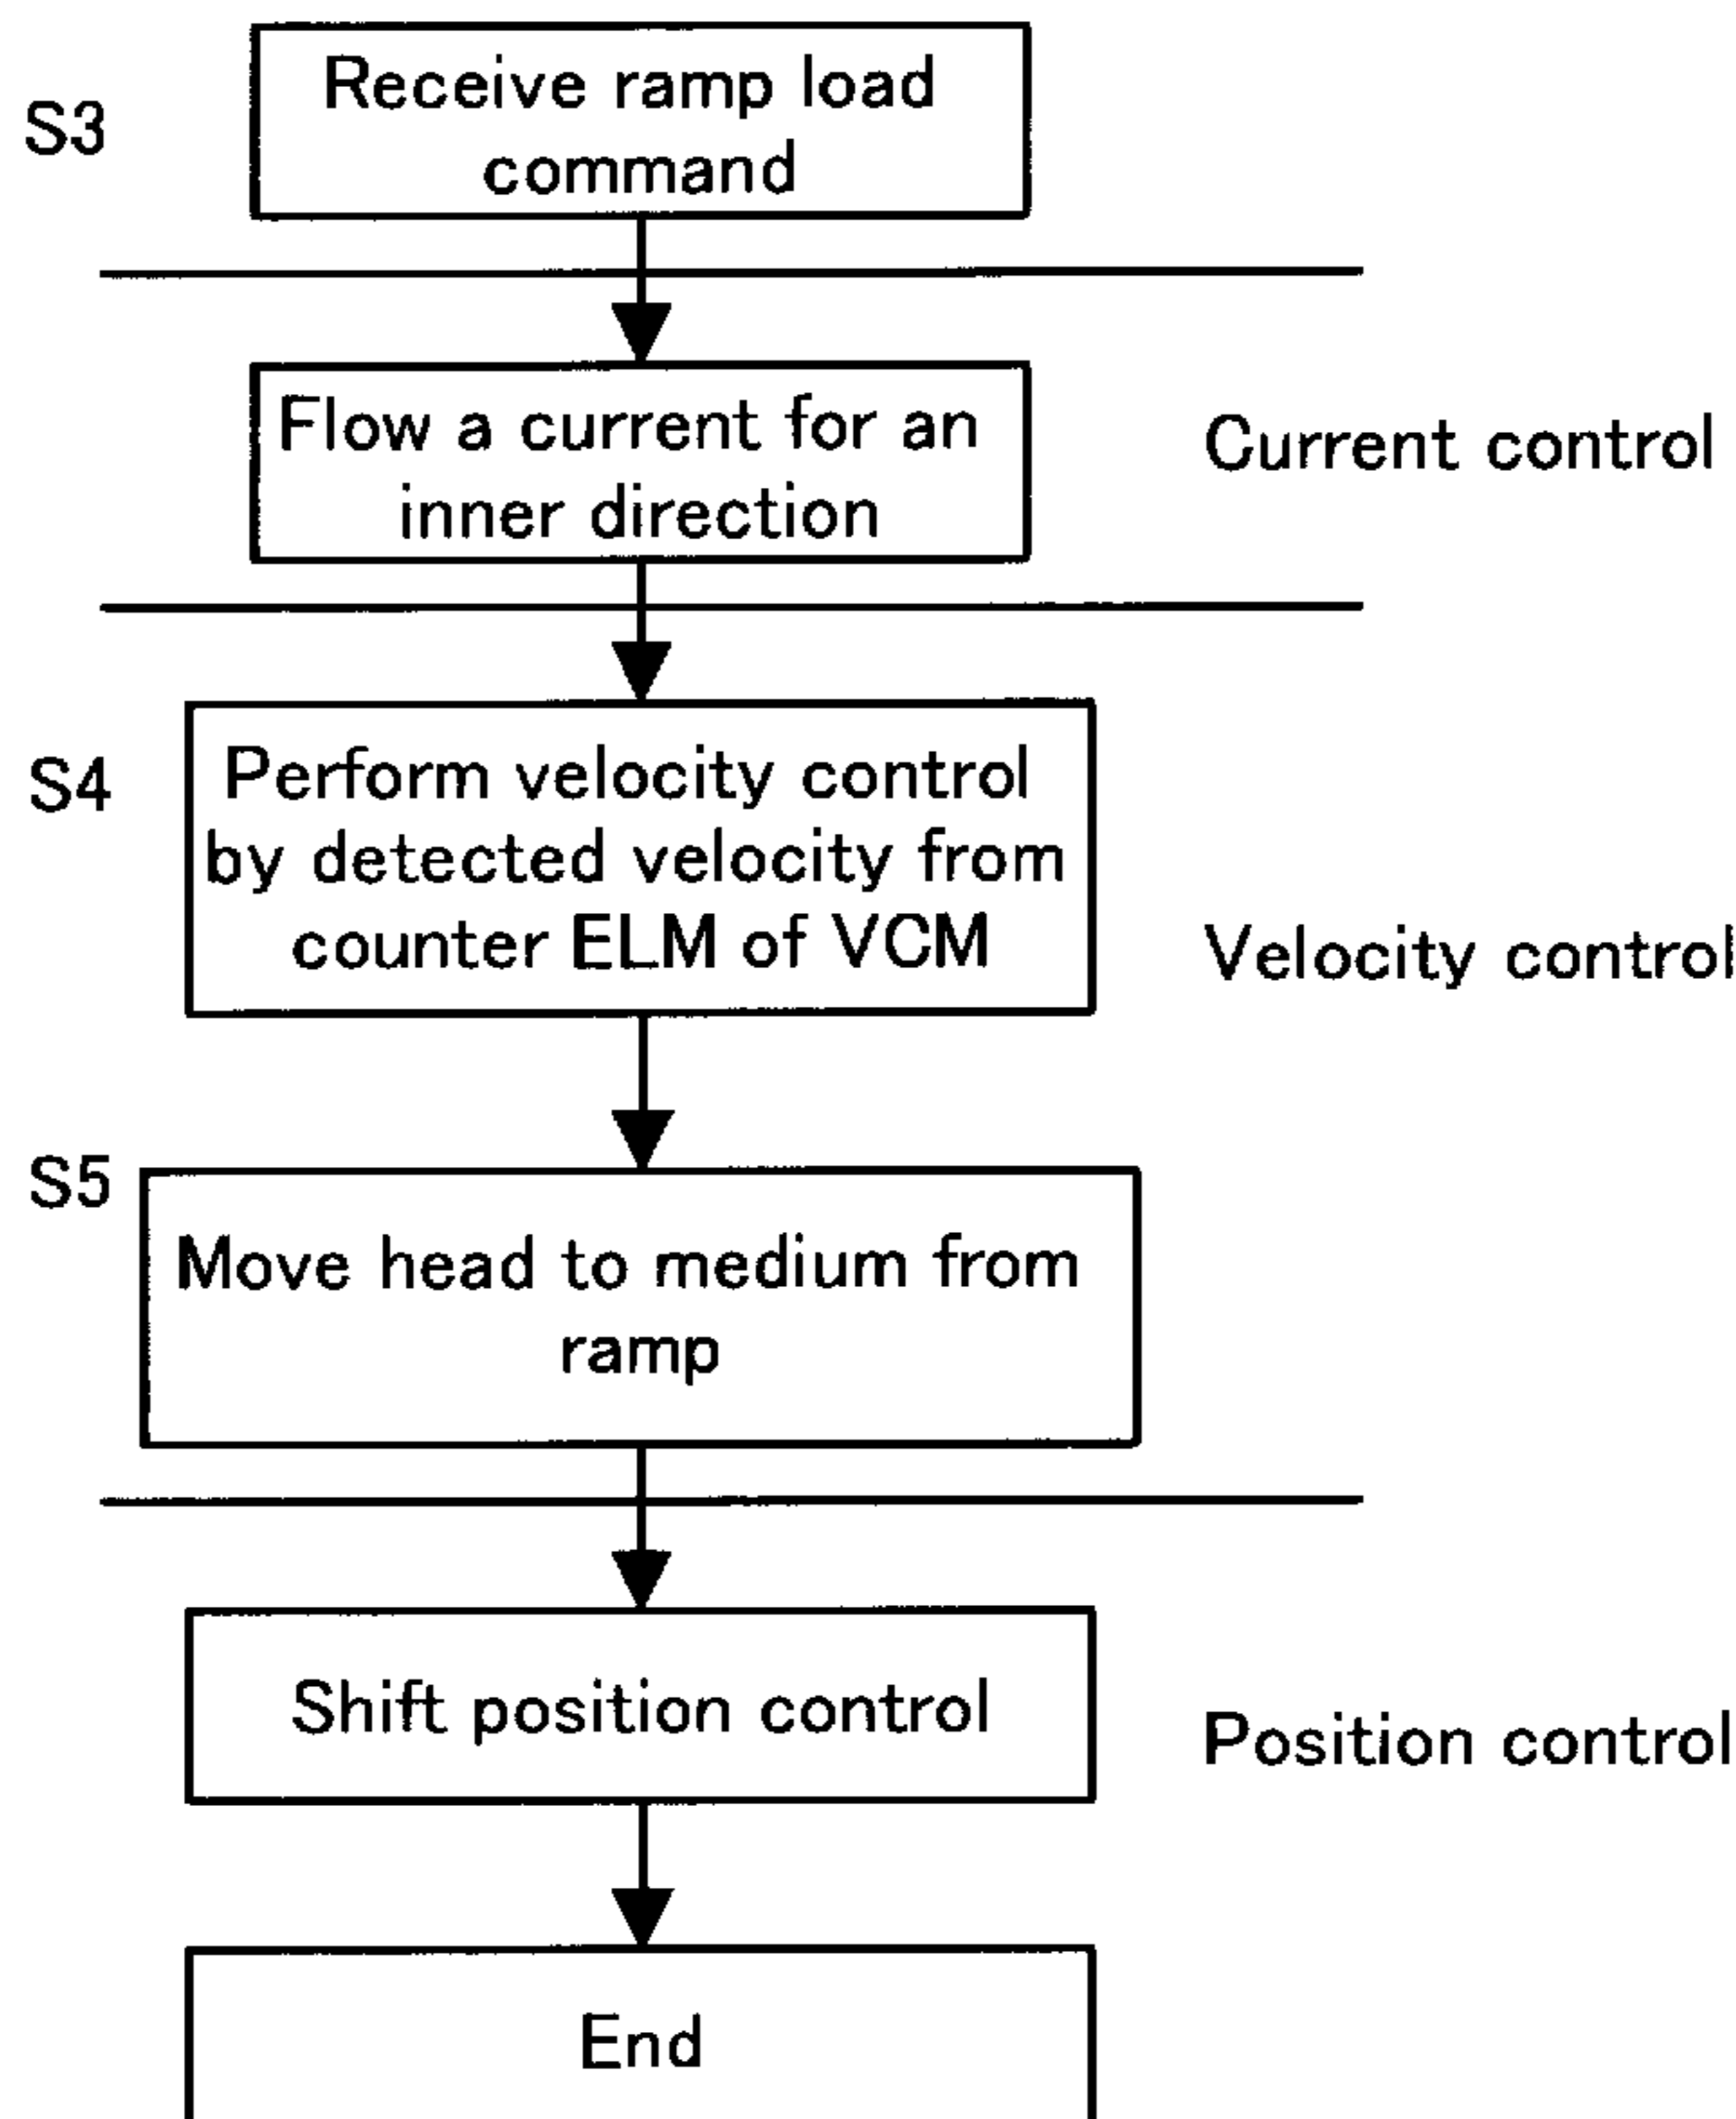 S3
Receive ramp load
command
Flow a current for an
inner direction
Current control
S4
Perform velocity control
by detected velocity from
counter ELM of VCM
Velocity control
S5
Move head to medium from
ramp
Shift position control
Position control
End